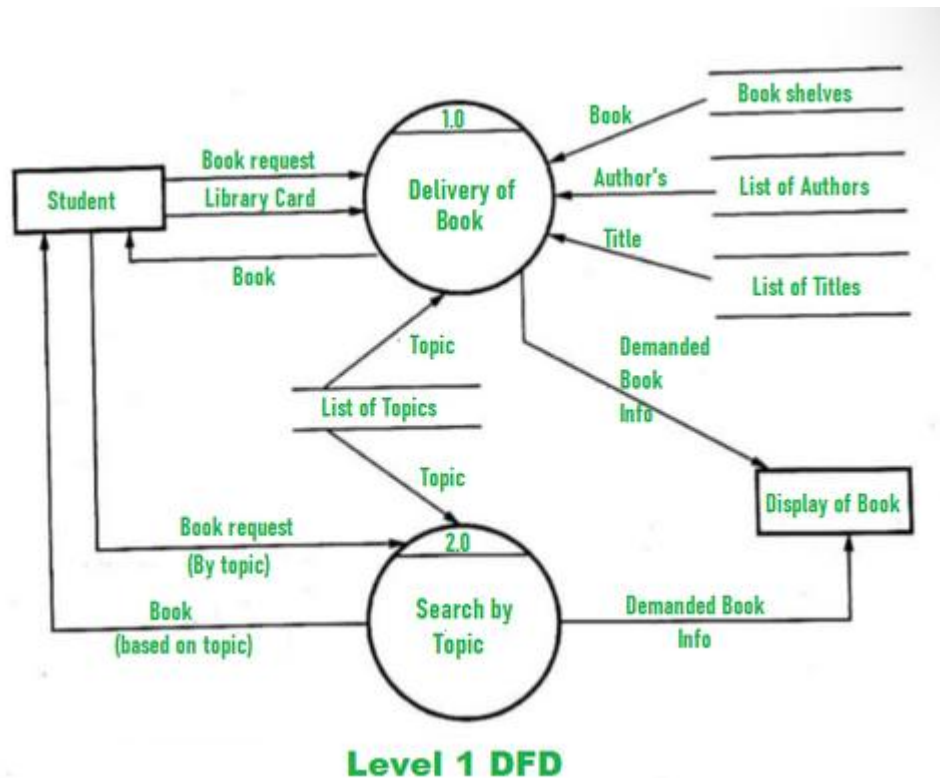 1.0
Delivery of
Book
Student
Book request
Library Card
Book
Book
Book shelves
Author's
List of Authors
Title
List of Titles
Topic
List of Topics
Topic
Demanded
Book
Info
Display of Book
Book request
(By topic)
Book
(based on topic)
2.0
Search by
Topic
Demanded Book
Info
Level 1 DFD